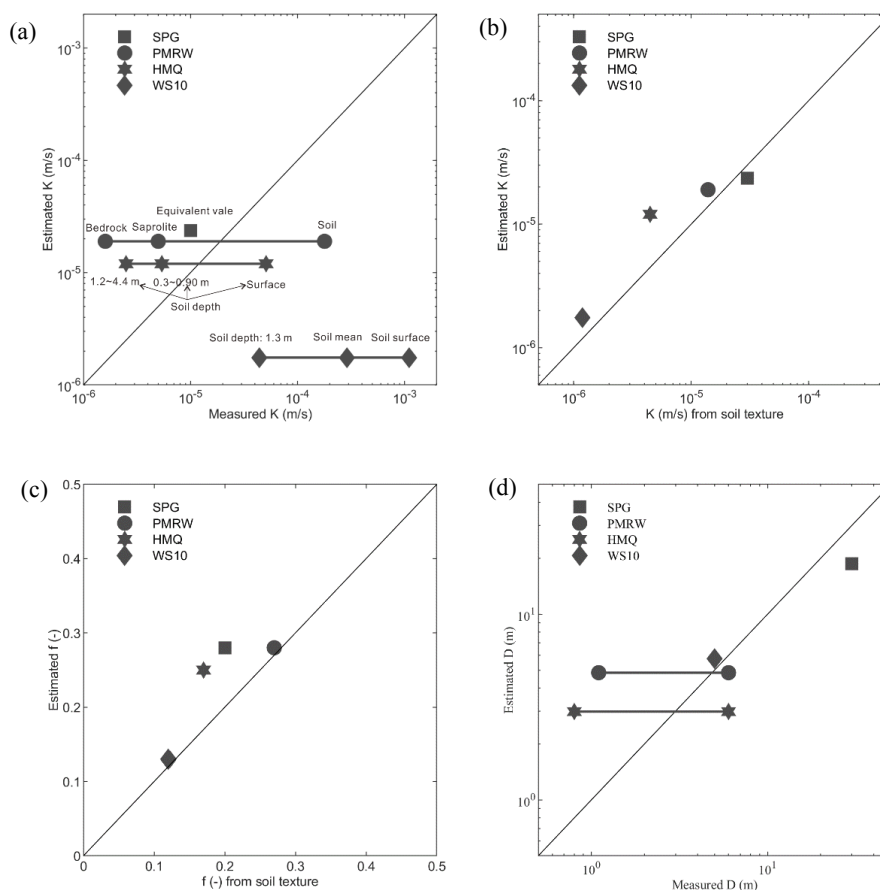 (a)
SPG
PMRW
HMQ
WS10
10⁻³
10⁻⁴
10⁻⁵
10⁻⁶
Estimated K (m/s)
Equivalent vale
Bedrock Saprolite Soil
1.2~4.4 m 0.3~0.90 m Surface
Soil depth
Soil depth: 1.3 m Soil mean Soil surface
10⁻⁶ 10⁻⁵ 10⁻⁴ 10⁻³
Measured K (m/s)
(b)
SPG
PMRW
HMQ
WS10
10⁻⁴
10⁻⁵
10⁻⁶
Estimated K (m/s)
10⁻⁶ 10⁻⁵ 10⁻⁴
K (m/s) from soil texture
(c)
SPG
PMRW
HMQ
WS10
0.5
0.4
0.3
0.2
0.1
0
Estimated f (-)
0 0.1 0.2 0.3 0.4 0.5
f (-) from soil texture
(d)
SPG
PMRW
HMQ
WS10
10¹
10⁰
Estimated D (m)
10⁰ 10¹
Measured D (m)